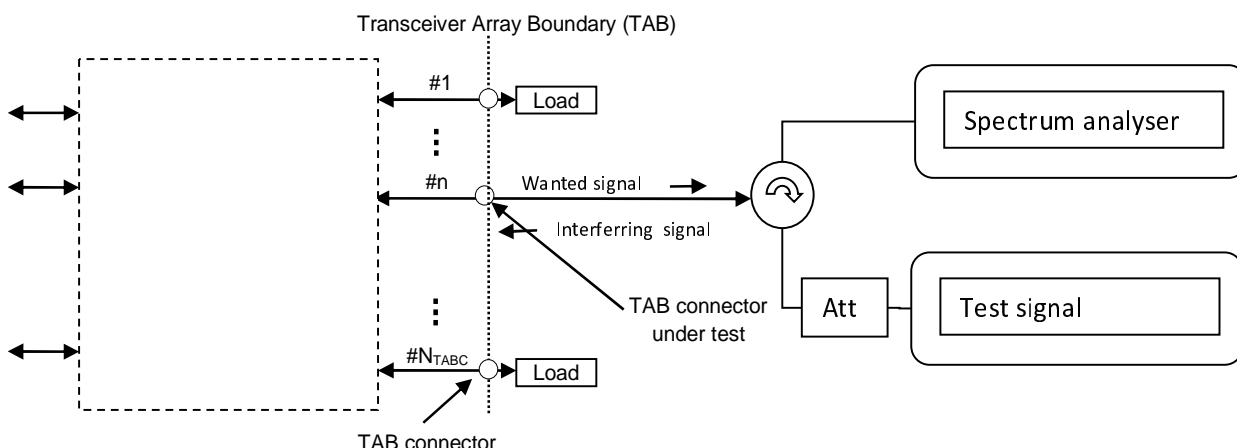 Transceiver Array Boundary (TAB)
#1
Load
Spectrum analyser
#n
Wanted signal
Interferring signal
TAB connector
under test
Att
Test signal
#NTABC
Load
TAB connector